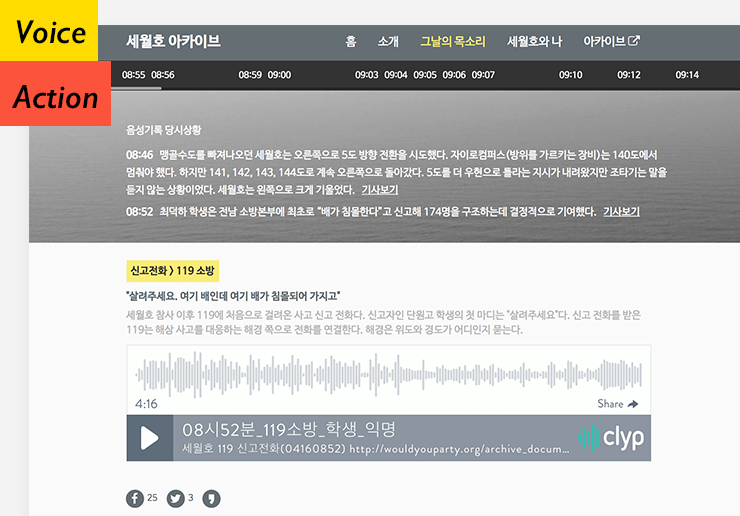 Voice
Action
세월호 아카이브 홈 소개 그날의 목소리 세월호와 나 아카이브
08:55 08:56 08:59 09:00 09:03 09:04 09:05 09:06 09:07 09:10 09:12 09:14
음성기록 당시상황
08:46 맹골수도를 빠져나오던 세월호는 오른쪽으로 5도 방향 전환을 시도했다. 자이로컴퍼스(방위를 가르키는 장비)는 140도에서
멈춰야 했다. 하지만 141, 142, 143, 144도로 계속 오른쪽으로 돌아갔다. 5도를 더 우현으로 틀라는 지시가 내려왔지만 조타기는 말을
듣지 않는 상황이었다. 세월호는 왼쪽으로 크게 기울었다. 기사보기
08:52 최덕하 학생은 전남 소방본부에 최초로 "배가 침몰한다"고 신고해 174명을 구조하는데 결정적으로 기여했다. 기사보기
신고전화 > 119 소방
"살려주세요. 여기 배인데 여기 배가 침몰되어 가지고"
세월호 참사 이후 119에 처음으로 걸려온 사고 신고 전화다. 신고자인 단원고 학생의 첫 마디는 "살려주세요"다. 신고 전화를 받은
119는 해상 사고를 대응하는 해경 쪽으로 전화를 연결한다. 해경은 위도와 경도가 어디인지 묻는다.
4:16 Share
08시52분_119소방_학생_익명
세월호 119 신고전화(04160852) http://wouldyouparty.org/archive_docum...
clyp
25 3